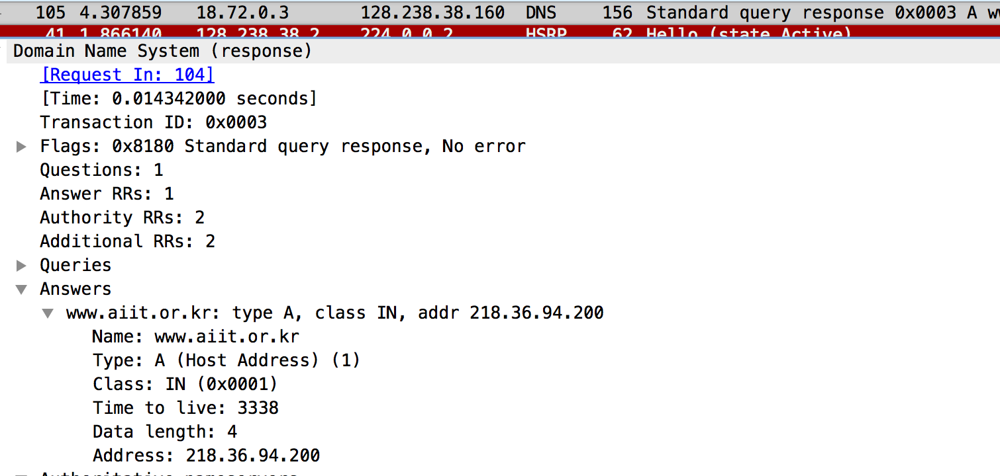 105 4.307859 18.72.0.3 128.238.38.160 DNS 156 Standard query response 0x0003 A
41 1.866140 128.238.38.2 224.0.0.2 HSRP 62 Hello (state Active)
Domain Name System (response)
[Request In: 104]
[Time: 0.014342000 seconds]
Transaction ID: 0x0003
Flags: 0x8180 Standard query response, No error
Questions: 1
Answer RRs: 1
Authority RRs: 2
Additional RRs: 2
Queries
Answers
www.aiit.or.kr: type A, class IN, addr 218.36.94.200
Name: www.aiit.or.kr
Type: A (Host Address) (1)
Class: IN (0x0001)
Time to live: 3338
Data length: 4
Address: 218.36.94.200
Authoritative nameservers